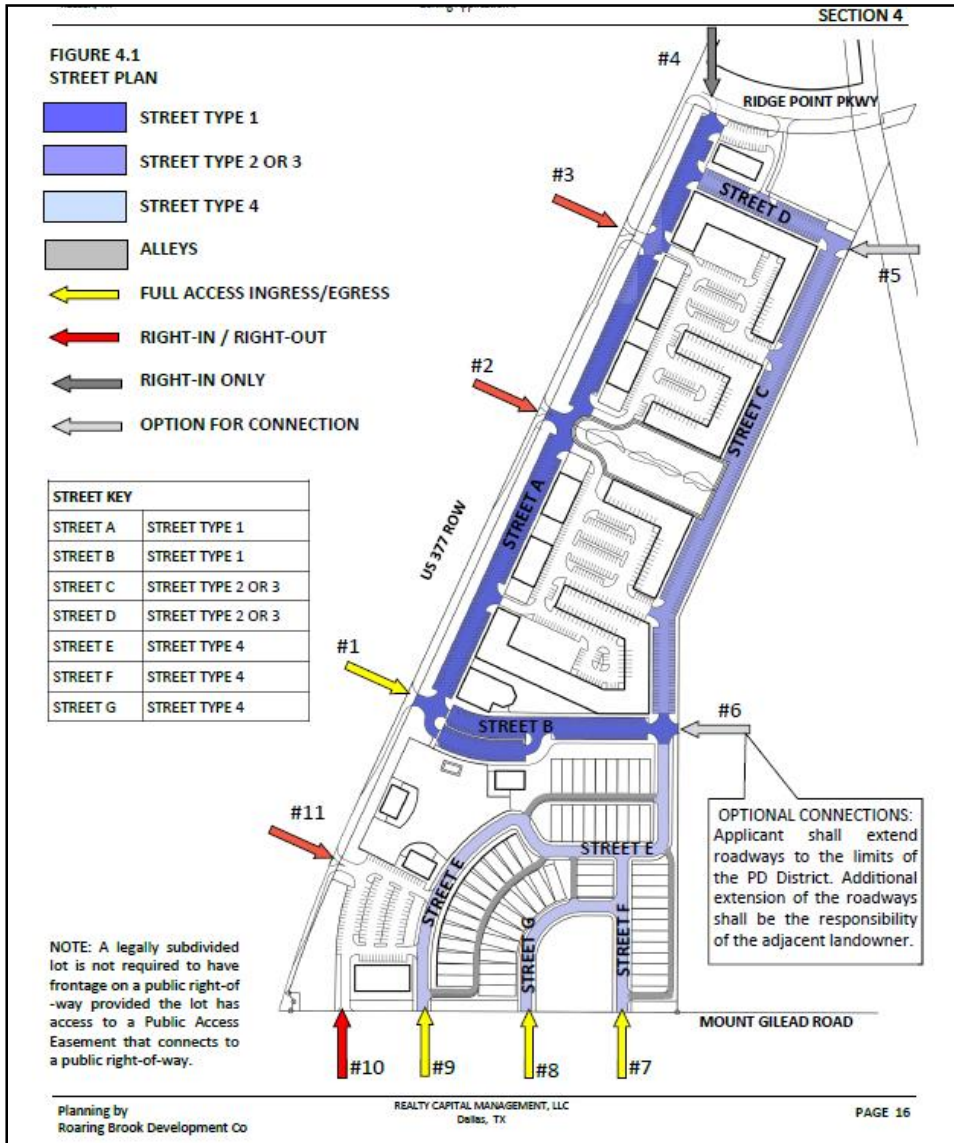 SECTION 4
FIGURE 4.1
STREET PLAN
STREET TYPE 1
STREET TYPE 2 OR 3
STREET TYPE 4
ALLEYS
FULL ACCESS INGRESS/EGRESS
RIGHT-IN / RIGHT-OUT
RIGHT-IN ONLY
OPTION FOR CONNECTION
STREET KEY
STREET A STREET TYPE 1
STREET B STREET TYPE 1
STREET C STREET TYPE 2 OR 3
STREET D STREET TYPE 2 OR 3
STREET E STREET TYPE 4
STREET F STREET TYPE 4
STREET G STREET TYPE 4
#4
RIDGE POINT PKWY
#3
STREET D
#5
#2
STREET C
STREET A
US 377 ROW
#1
STREET B
#6
#11
STREET E
STREET E
STREET G
STREET F
OPTIONAL CONNECTIONS:
Applicant shall extend
roadways to the limits of
the PD District. Additional
extension of the roadways
shall be the responsibility
of the adjacent landowner.
NOTE: A legally subdivided
lot is not required to have
frontage on a public right-of
-way provided the lot has
access to a Public Access
Easement that connects to
a public right-of-way.
MOUNT GILEAD ROAD
#10
#9
#8
#7
Planning by
Roaring Brook Development Co
REALTY CAPITAL MANAGEMENT, LLC
Dallas, TX
PAGE 16